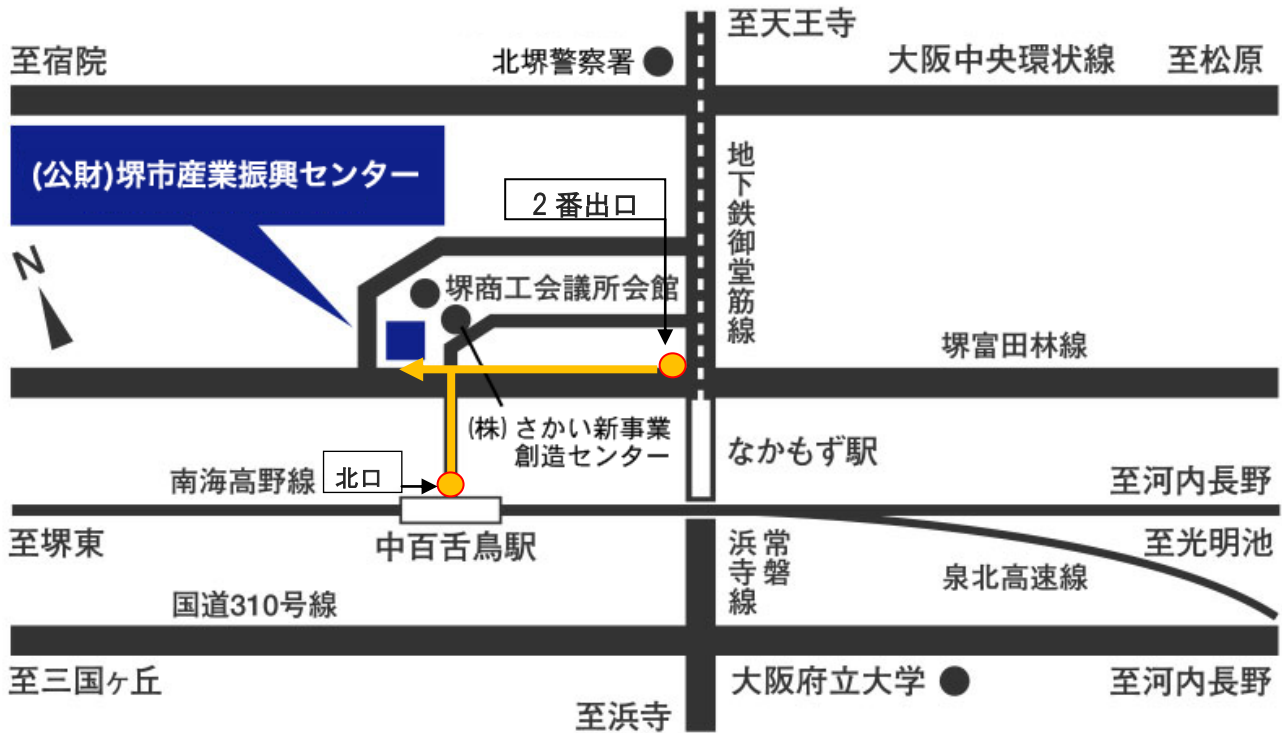 至天王寺
至宿院
北堺警察署
大阪中央環状線
至松原
(公財)堺市産業振興センター
地下鉄御堂筋線
2番出口
N
堺商工会議所会館
堺富田林線
(株)さかい新事業
創造センター
なかもず駅
南海高野線
北口
至河内長野
至堺東
中百舌鳥駅
常磐
浜寺線
至光明池
泉北高速線
国道310号線
至三国ヶ丘
大阪府立大学
至河内長野
至浜寺